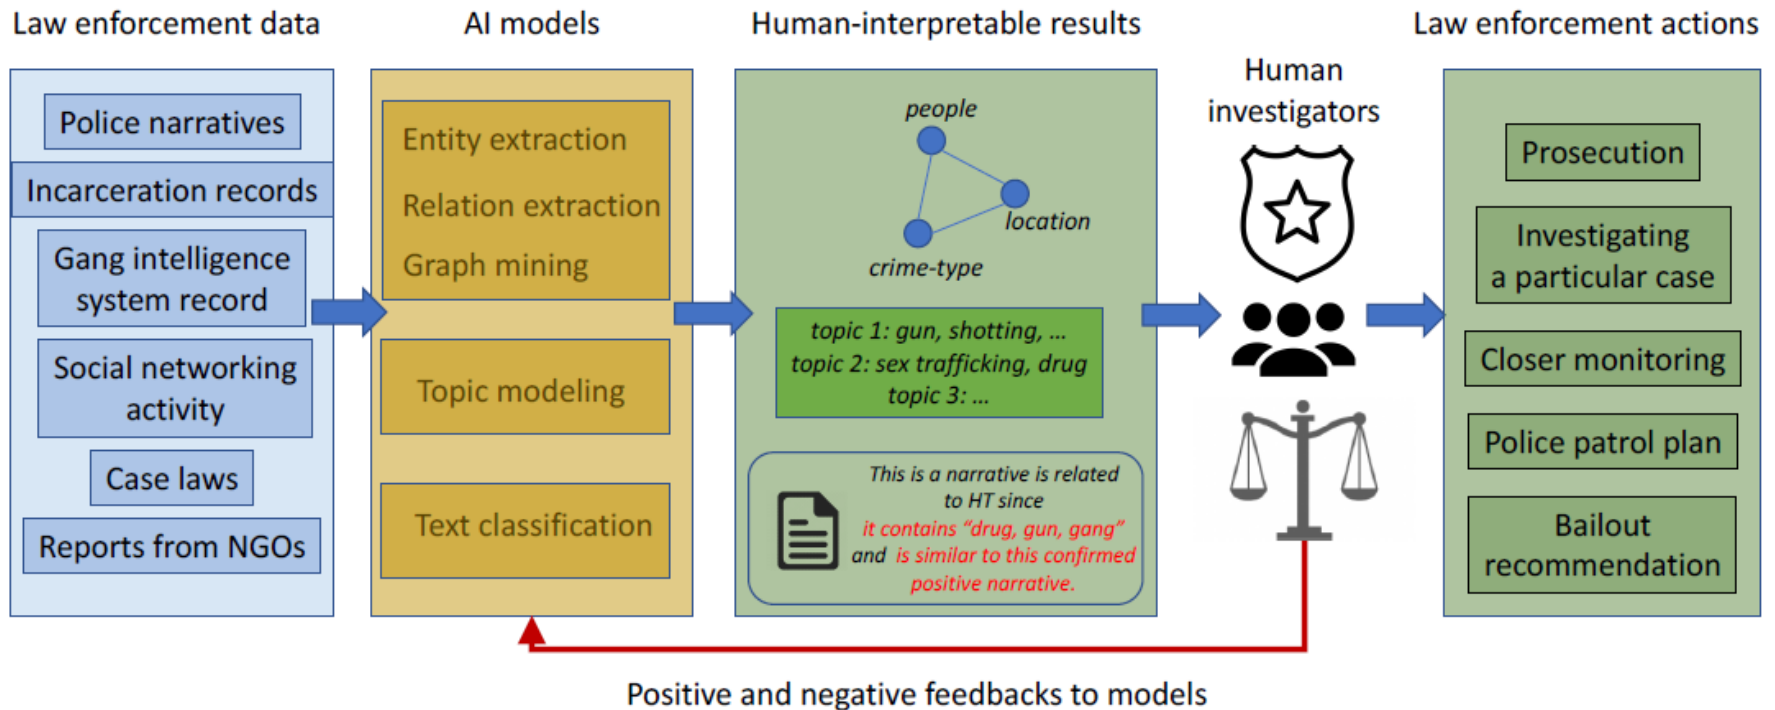 Law enforcement data
Police narratives
Incarceration records
Gang intelligence
system record
Social networking
activity
Case laws
Reports from NGOs
AI models
Entity extraction
Relation extraction
Graph mining
Topic modeling
Text classification
Human-interpretable results
people
location
crime-type
topic 1: gun, shotting, ...
topic 2: sex trafficking, drug
topic 3: ...
This is a narrative is related
to HT since
it contains “drug, gun, gang”
and is similar to this confirmed
positive narrative.
Human
investigators
Law enforcement actions
Prosecution
Investigating
a particular case
Closer monitoring
Police patrol plan
Bailout
recommendation
Positive and negative feedbacks to models